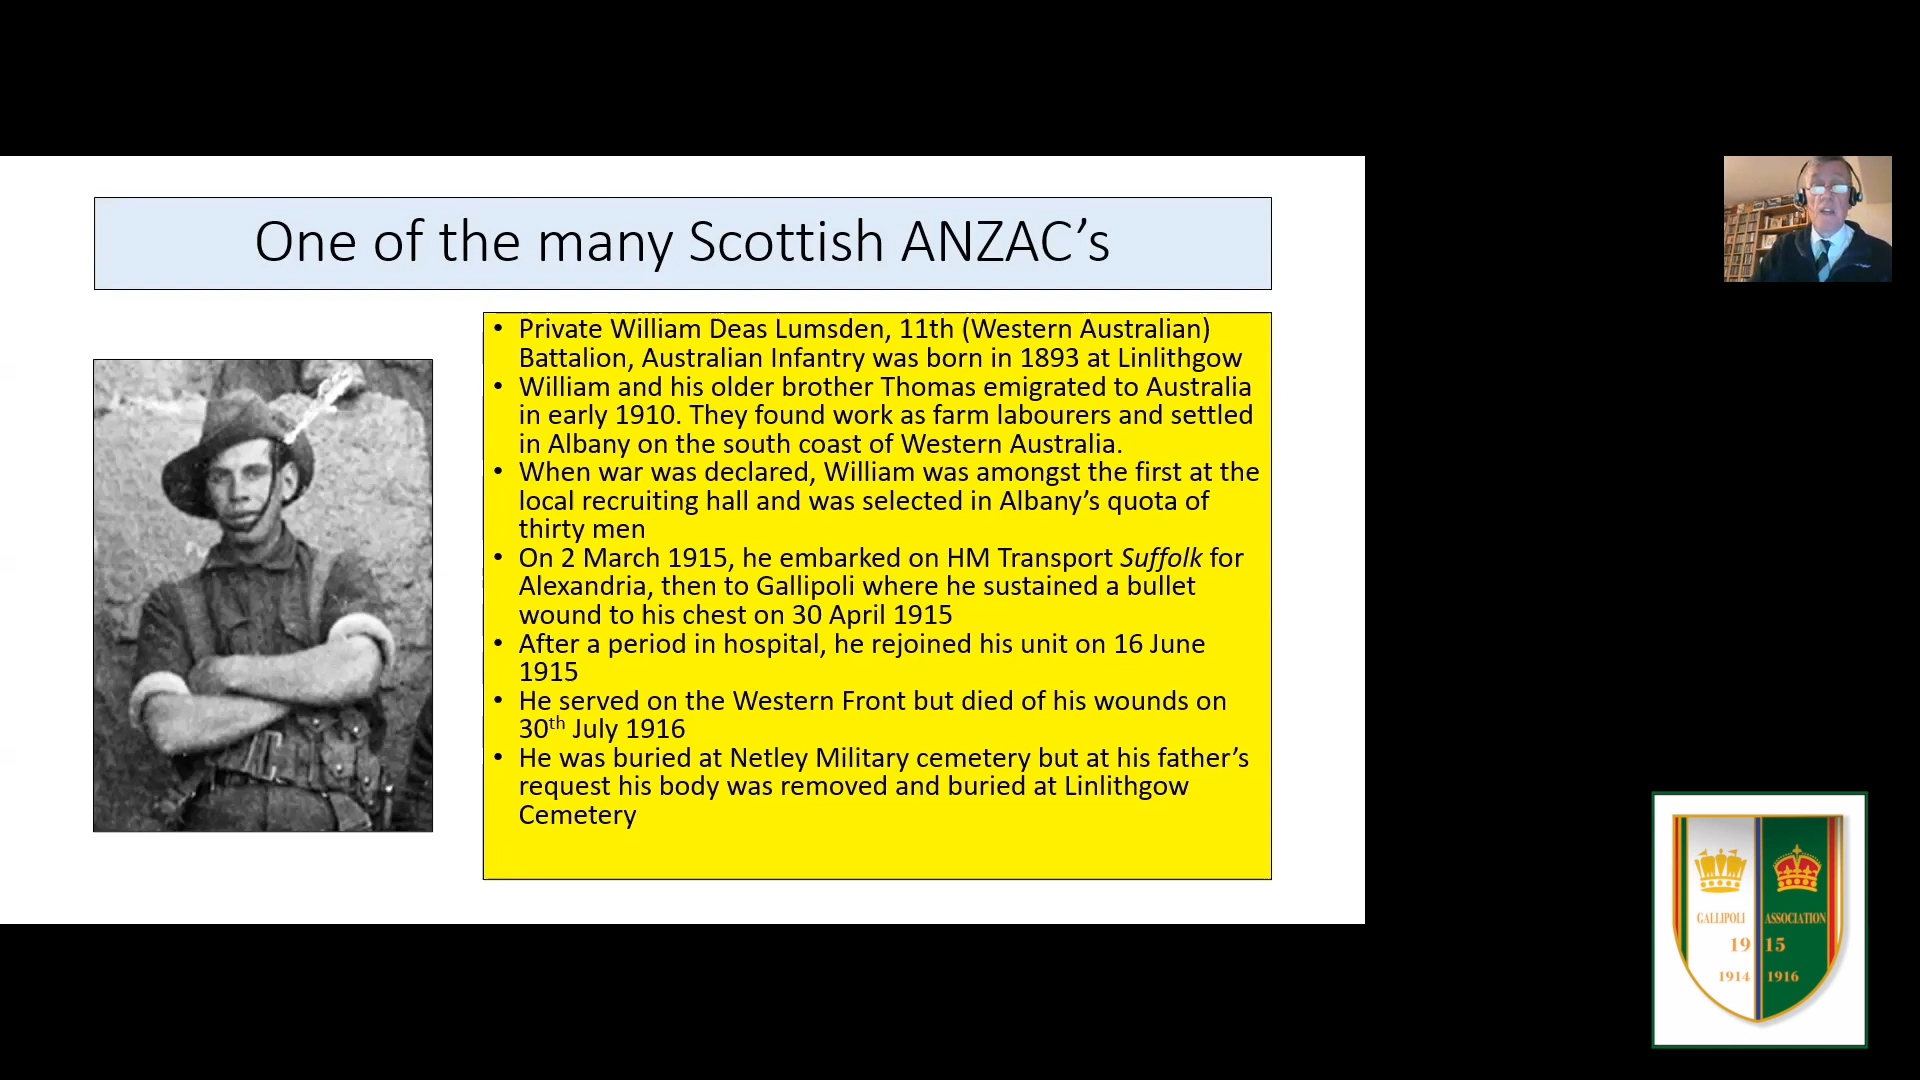 One of the many Scottish ANZAC’s
• Private William Deas Lumsden, 11th (Western Australian)
Battalion, Australian Infantry was born in 1893 at Linlithgow
• William and his older brother Thomas emigrated to Australia
in early 1910. They found work as farm labourers and settled
in Albany on the south coast of Western Australia.
• When war was declared, William was amongst the first at the
local recruiting hall and was selected in Albany’s quota of
thirty men
• On 2 March 1915, he embarked on HM Transport Suffolk for
Alexandria, then to Gallipoli where he sustained a bullet
wound to his chest on 30 April 1915
• After a period in hospital, he rejoined his unit on 16 June
1915
• He served on the Western Front but died of his wounds on
30th July 1916
• He was buried at Netley Military cemetery but at his father’s
request his body was removed and buried at Linlithgow
Cemetery
GALLIPOLI ASSOCIATION
19 15
1914 1916